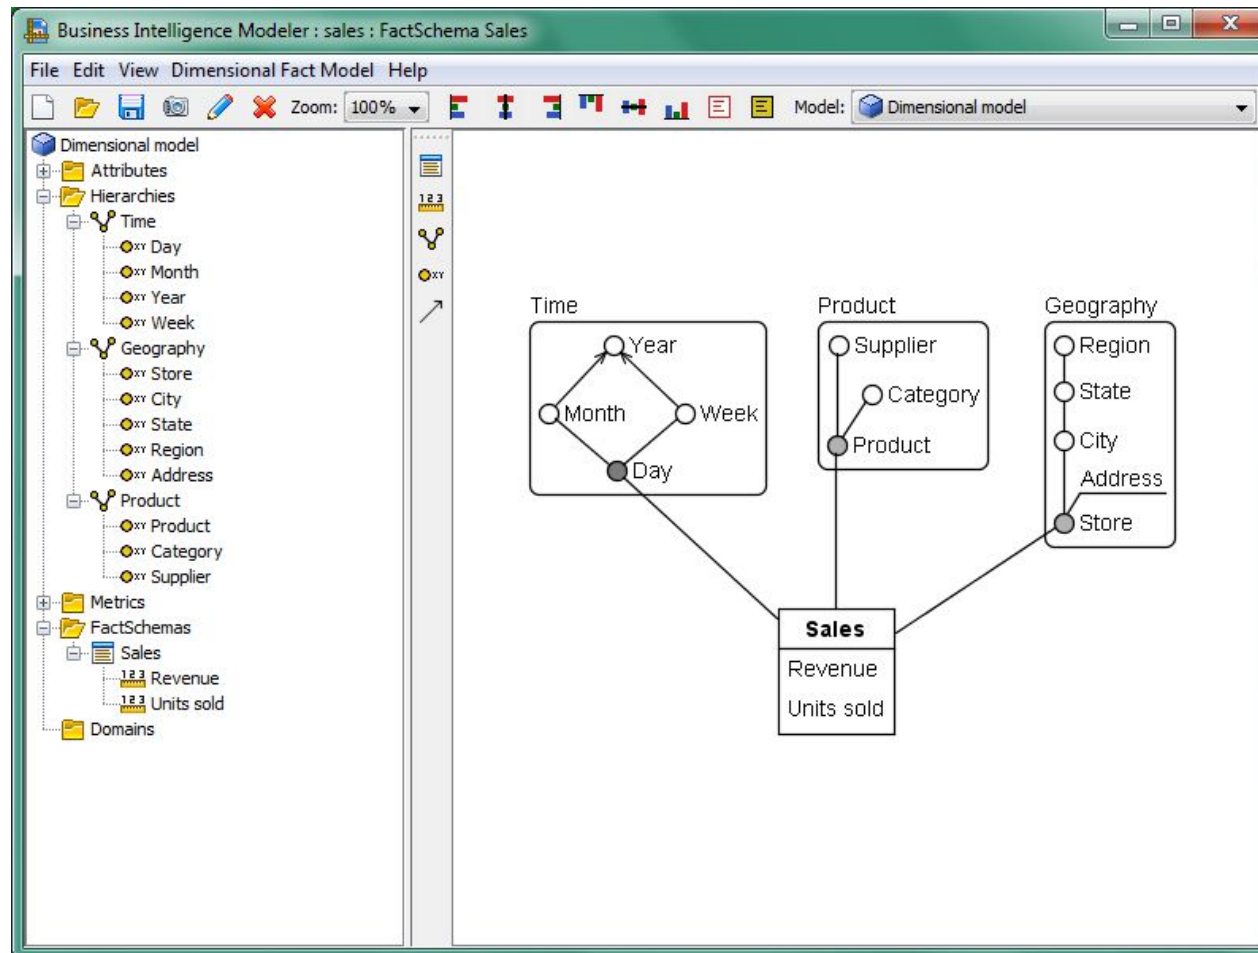 Business Intelligence Modeler : sales : FactSchema Sales
File Edit View Dimensional Fact Model Help
Zoom: 100% Model: Dimensional model
Dimensional model
Attributes
Hierarchies
Time
Day
Month
Year
Week
Geography
Store
City
State
Region
Address
Product
Product
Category
Supplier
Metrics
FactSchemas
Sales
Revenue
Units sold
Domains
Time
Year
Month
Week
Day
Product
Supplier
Category
Product
Geography
Region
State
City
Address
Store
Sales
Revenue
Units sold